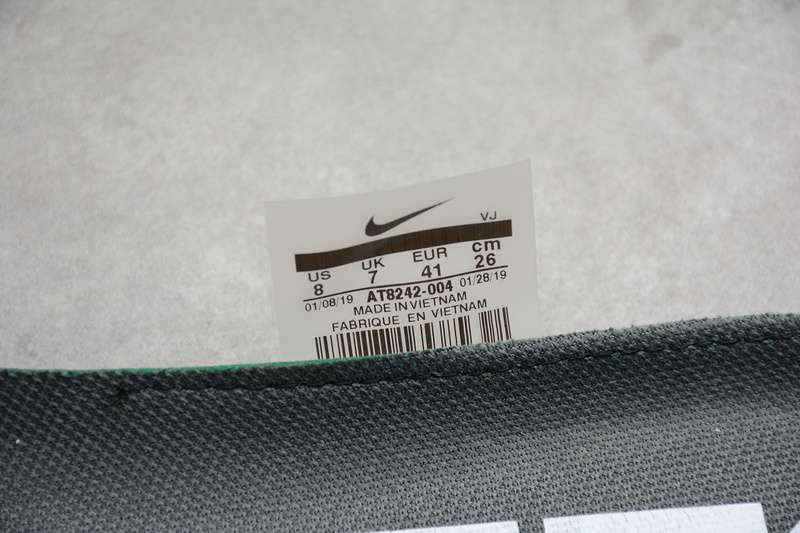 VJ
US UK EUR cm
8 7 41 26
01/08/19 AT8242-004 01/28/19
MADE IN VIETNAM
FABRIQUE EN VIETNAM